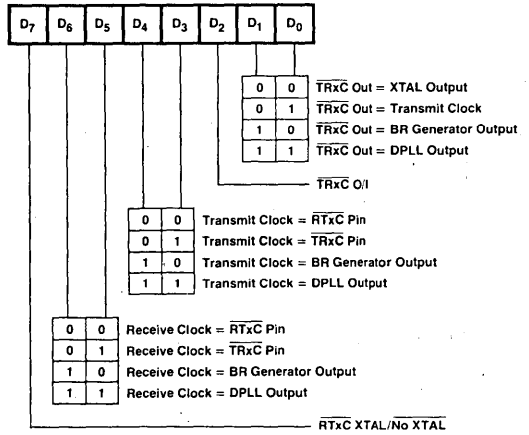 D7 D6 D5 D4 D3 D2 D1 D0
0 0 TRxC Out = XTAL Output
0 1 TRxC Out = Transmit Clock
1 0 TRxC Out = BR Generator Output
1 1 TRxC Out = DPLL Output
TRxC O/I
0 0 Transmit Clock = RTxC Pin
0 1 Transmit Clock = TRxC Pin
1 0 Transmit Clock = BR Generator Output
1 1 Transmit Clock = DPLL Output
0 0 Receive Clock = RTxC Pin
0 1 Receive Clock = TRxC Pin
1 0 Receive Clock = BR Generator Output
1 1 Receive Clock = DPLL Output
RTxC XTAL/No XTAL